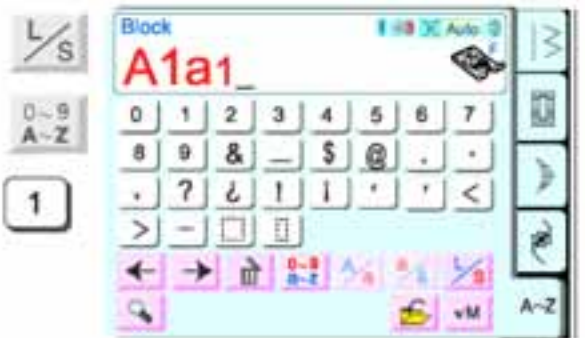 L/S
0~9
A~Z
1
Block Auto
A1a1_
0 1 2 3 4 5 6 7
8 9 & _ $ @ . ·
, ? ¿ ! ¡ ‘ ’ <
> -
0~9 a~z A/a L/S
vM A~Z